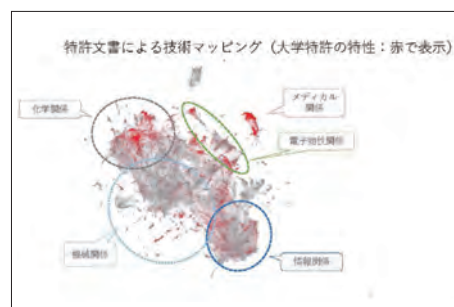 特許文書による技術マッピング（大学特許の特性：赤で表示）
メディカル
関係
化学関係
電子物性関係
機械関係
情報関係